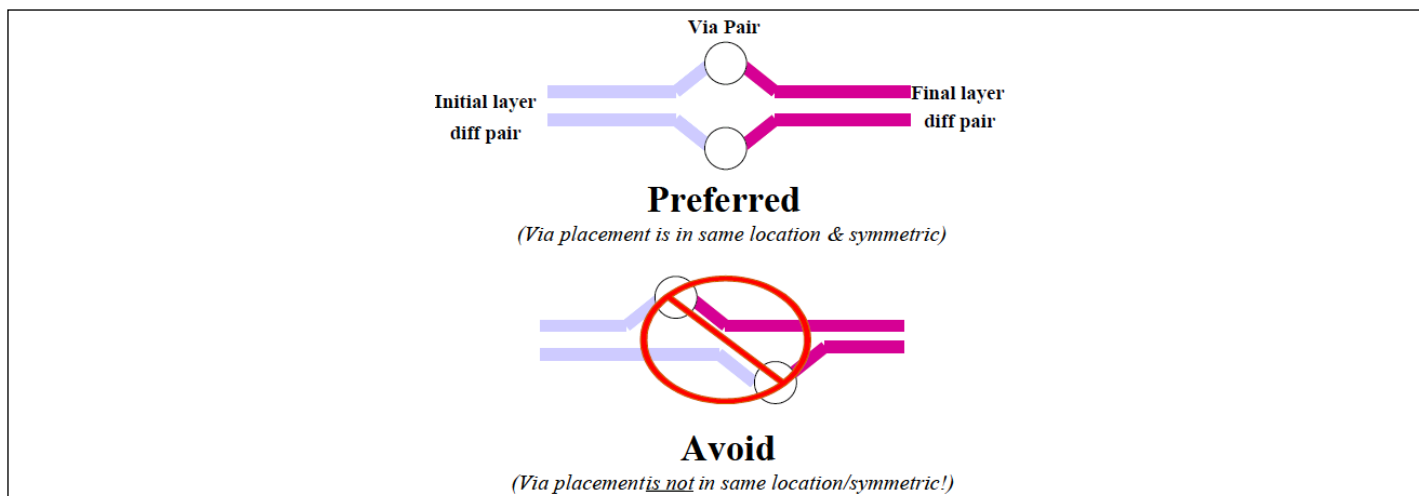 Via Pair
Initial layer
diff pair
Final layer
diff pair
Preferred
(Via placement is in same location & symmetric)
Avoid
(Via placementis not in same location/symmetric!)